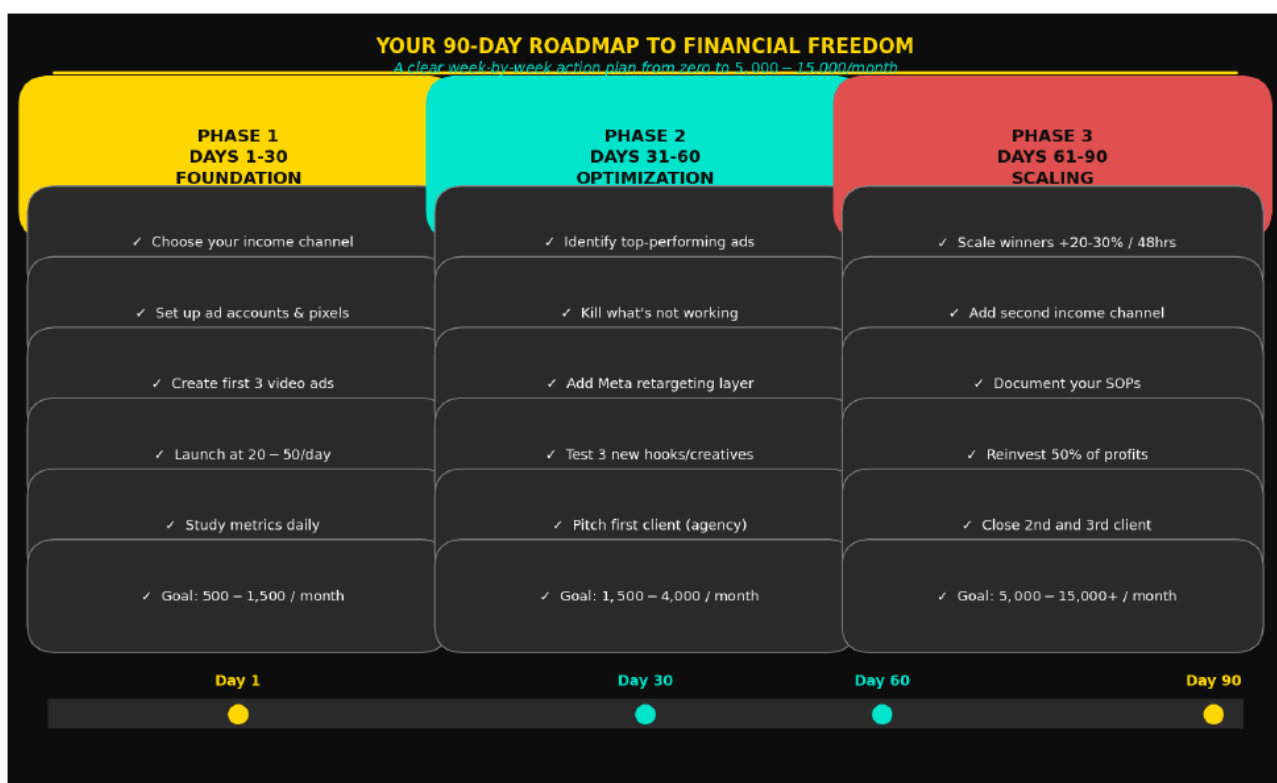 YOUR 90-DAY ROADMAP TO FINANCIAL FREEDOM
A clear week-by-week action plan from zero to 5,000 – 15,000/month
PHASE 1
DAYS 1-30
FOUNDATION
✓ Choose your income channel
✓ Set up ad accounts & pixels
✓ Create first 3 video ads
✓ Launch at 20 – 50/day
✓ Study metrics daily
✓ Goal: 500 – 1,500 / month
PHASE 2
DAYS 31-60
OPTIMIZATION
✓ Identify top-performing ads
✓ Kill what's not working
✓ Add Meta retargeting layer
✓ Test 3 new hooks/creatives
✓ Pitch first client (agency)
✓ Goal: 1,500 – 4,000 / month
PHASE 3
DAYS 61-90
SCALING
✓ Scale winners +20-30% / 48hrs
✓ Add second income channel
✓ Document your SOPs
✓ Reinvest 50% of profits
✓ Close 2nd and 3rd client
✓ Goal: 5,000 – 15,000+ / month
Day 1
Day 30
Day 60
Day 90